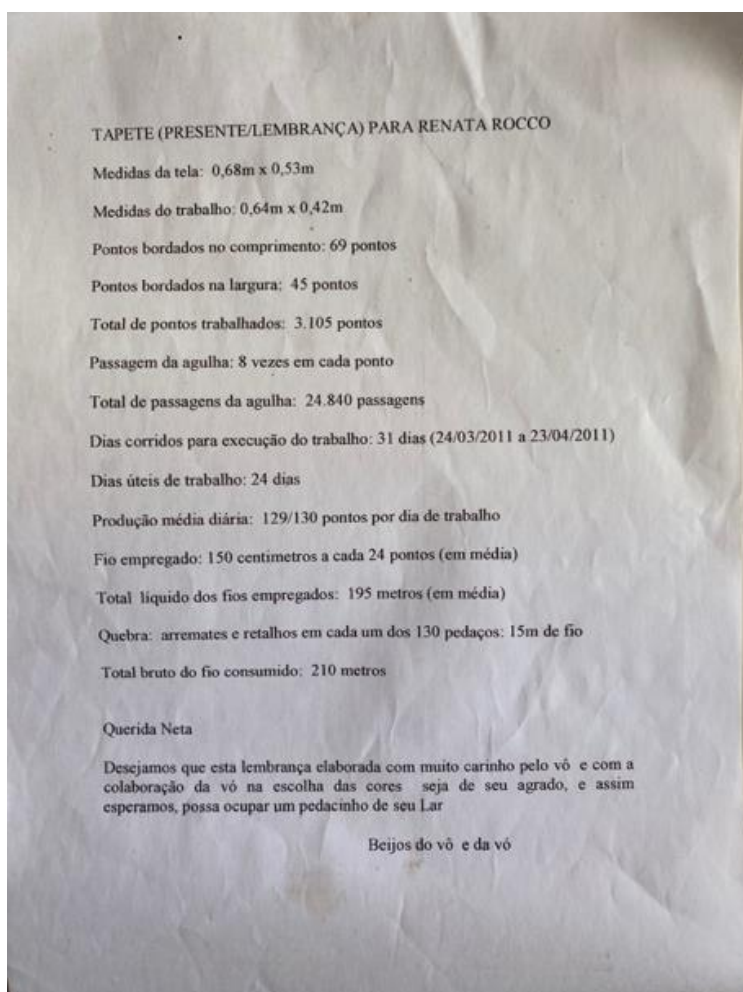 TAPETE (PRESENTE/LEMBRANÇA) PARA RENATA ROCCO
Medidas da tela: 0,68m x 0,53m
Medidas do trabalho: 0,64m x 0,42m
Pontos bordados no comprimento: 69 pontos
Pontos bordados na largura: 45 pontos
Total de pontos trabalhados: 3.105 pontos
Passagem da agulha: 8 vezes em cada ponto
Total de passagens da agulha: 24.840 passagens
Dias corridos para execução do trabalho: 31 dias (24/03/2011 a 23/04/2011)
Dias úteis de trabalho: 24 dias
Produção média diária: 129/130 pontos por dia de trabalho
Fio empregado: 150 centimetros a cada 24 pontos (em média)
Total liquido dos fios empregados: 195 metros (em média)
Quebra: arremates e retalhos em cada um dos 130 pedaços: 15m de fio
Total bruto do fio consumido: 210 metros
Querida Neta
Desejamos que esta lembrança elaborada com muito carinho pelo vô e com a
colaboração da vó na escolha das cores seja de seu agrado, e assim
esperamos, possa ocupar um pedacinho de seu Lar
Beijos do vô e da vó